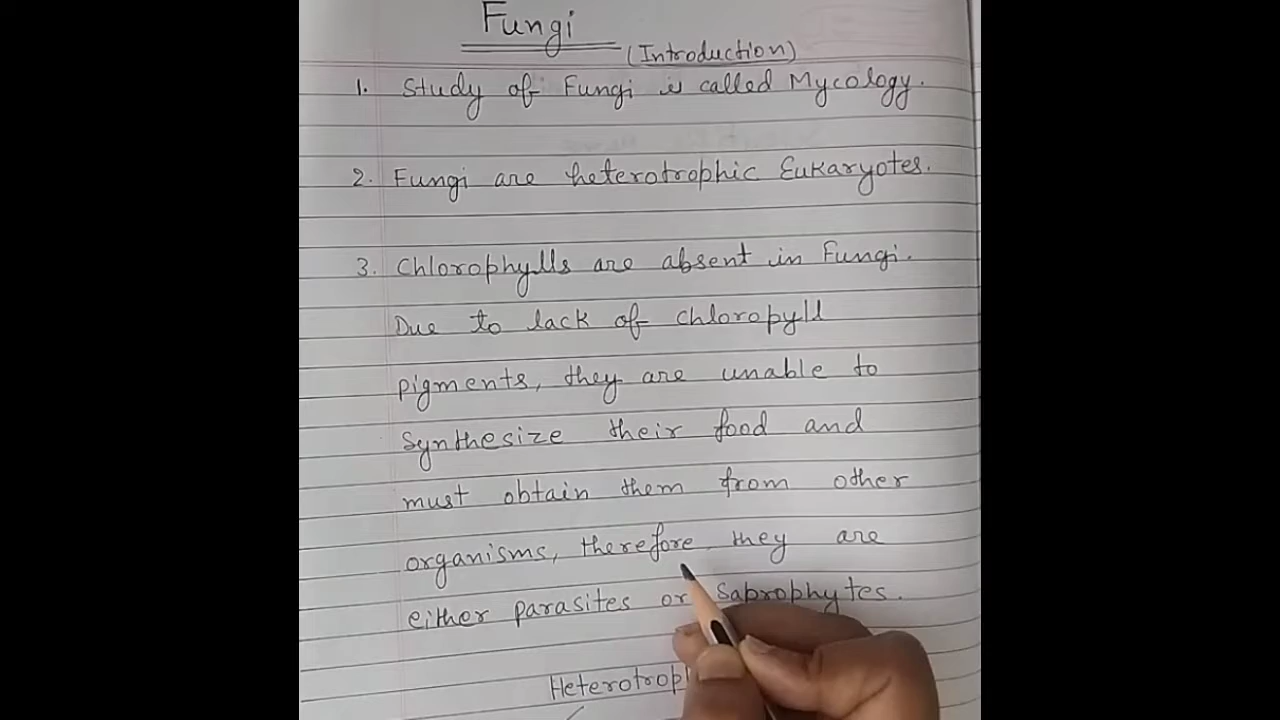 Fungi
(Introduction)
1. Study of Fungi is called Mycology.
2. Fungi are heterotrophic Eukaryotes.
3. Chlorophylls are absent in Fungi.
Due to lack of chloropyll
pigments, they are unable to
synthesize their food and
must obtain them from other
organisms, therefore they are
either parasites or Saprophytes.